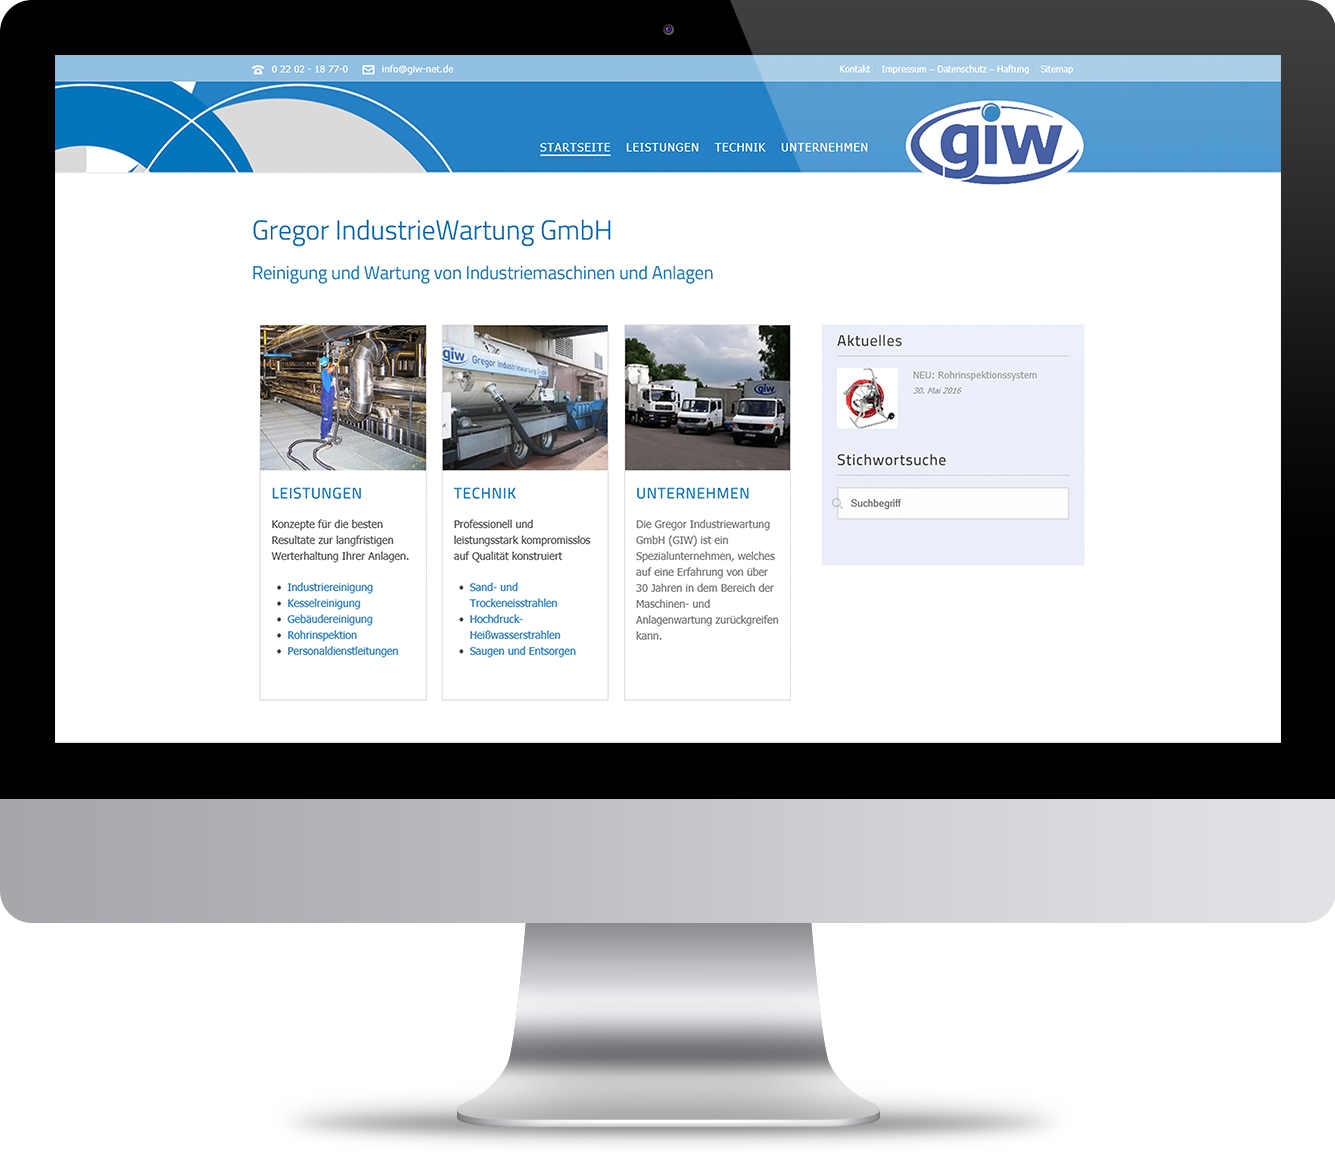 0 22 02 - 18 77-0 info@giw-net.de
Kontakt Impressum – Datenschutz – Haftung Sitemap
STARTSEITE LEISTUNGEN TECHNIK UNTERNEHMEN
giw
Gregor IndustrieWartung GmbH
Reinigung und Wartung von Industriemaschinen und Anlagen
giw
Gregor Industriewartung GmbH
giw
LEISTUNGEN
Konzepte für die besten
Resultate zur langfristigen
Werterhaltung Ihrer Anlagen.
Industriereinigung
Kesselreinigung
Gebäudereinigung
Rohrinspektion
Personaldienstleitungen
TECHNIK
Professionell und
leistungsstark kompromisslos
auf Qualität konstruiert
Sand- und
Trockeneisstrahlen
Hochdruck-
Heißwasserstrahlen
Saugen und Entsorgen
UNTERNEHMEN
Die Gregor Industriewartung
GmbH (GIW) ist ein
Spezialunternehmen, welches
auf eine Erfahrung von über
30 Jahren in dem Bereich der
Maschinen- und
Anlagenwartung zurückgreifen
kann.
Aktuelles
NEU: Rohrinspektionssystem
30. Mai 2016
Stichwortsuche
Suchbegriff